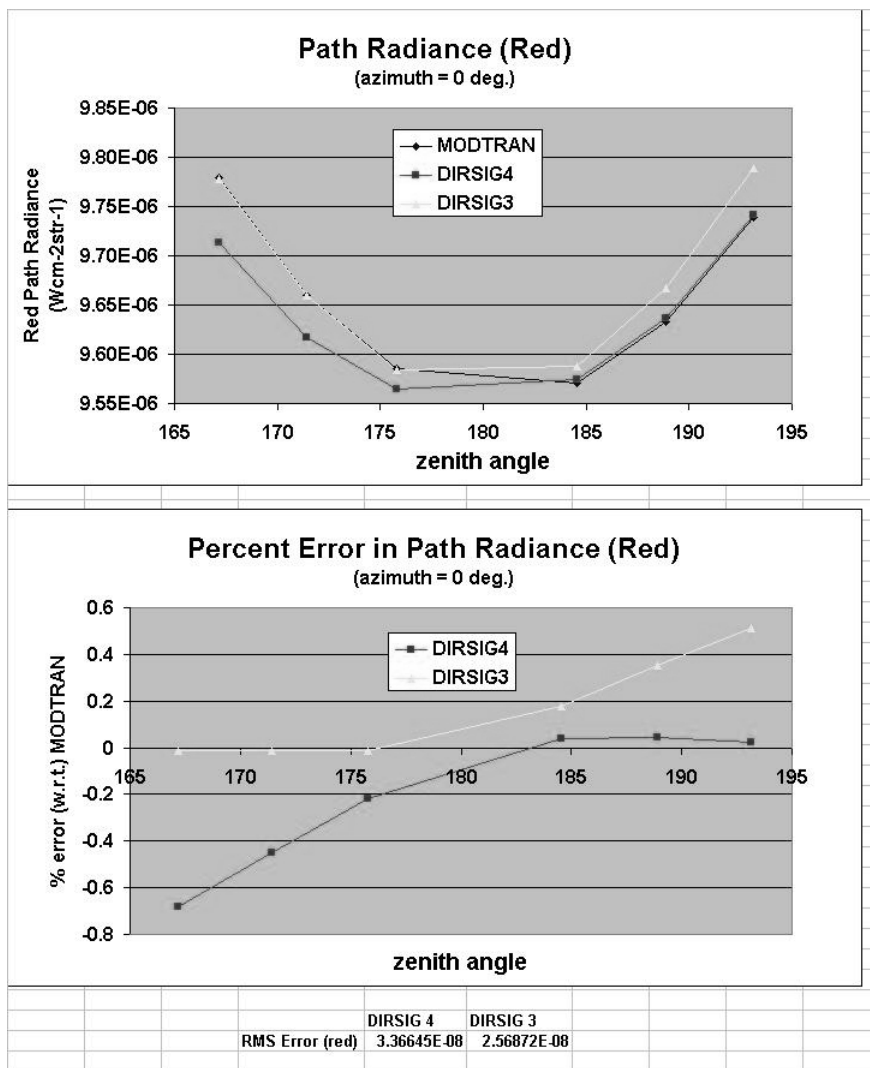 Path Radiance (Red)
(azimuth = 0 deg.)
Red Path Radiance
(Wcm-2str-1)
9.85E-06
9.80E-06
9.75E-06
9.70E-06
9.65E-06
9.60E-06
9.55E-06
MODTRAN
DIRSIG4
DIRSIG3
165 170 175 180 185 190 195
zenith angle
Percent Error in Path Radiance (Red)
(azimuth = 0 deg.)
% error (w.r.t.) MODTRAN
0.6
0.4
0.2
0
-0.2
-0.4
-0.6
-0.8
DIRSIG4
DIRSIG3
165 170 175 180 185 190 195
zenith angle
DIRSIG 4 DIRSIG 3
RMS Error (red) 3.36645E-08 2.56872E-08